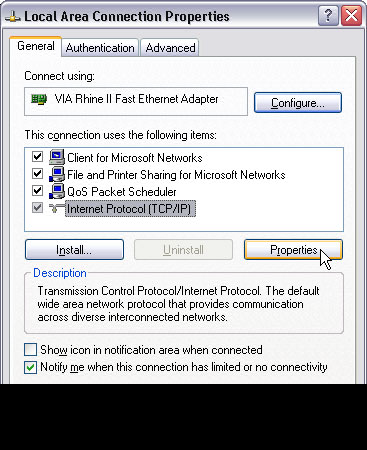 Local Area Connection Properties
General
Authentication
Advanced
Connect using:
VIA Rhine II Fast Ethernet Adapter
Configure...
This connection uses the following items:
Client for Microsoft Networks
File and Printer Sharing for Microsoft Networks
QoS Packet Scheduler
Internet Protocol (TCP/IP)
Install...
Uninstall
Properties
Description
Transmission Control Protocol/Internet Protocol. The default
wide area network protocol that provides communication
across diverse interconnected networks.
Show icon in notification area when connected
Notify me when this connection has limited or no connectivity